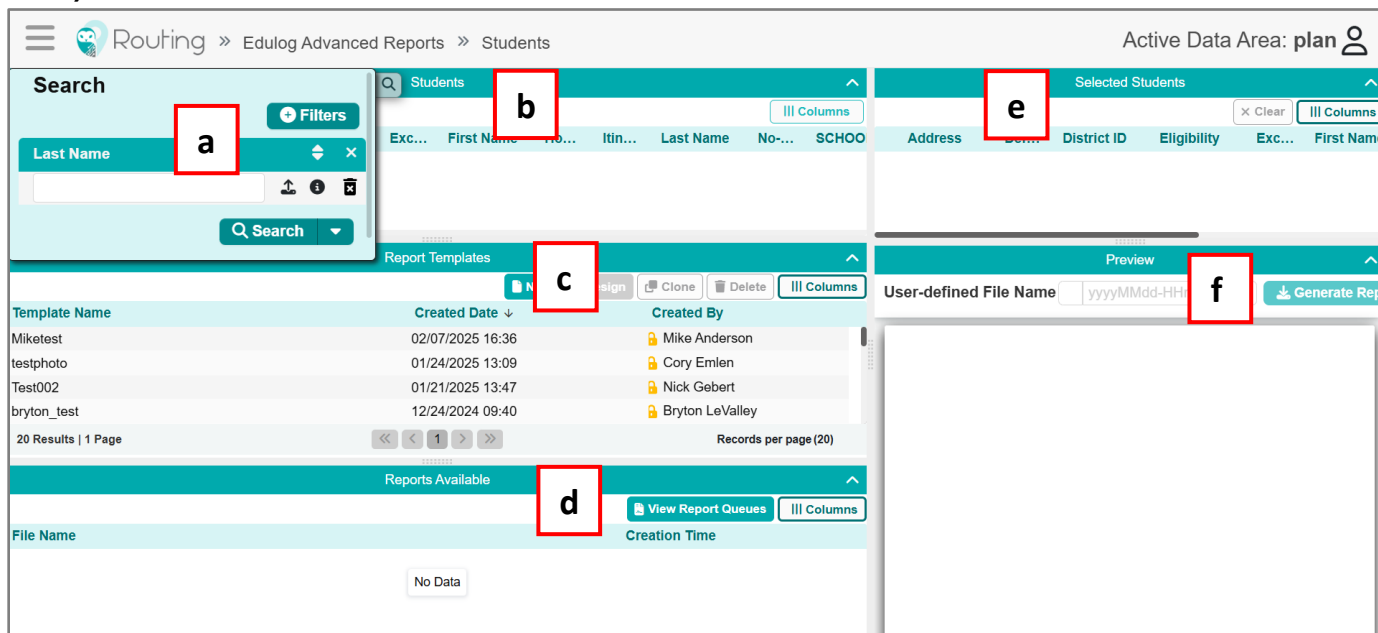 Routing » Edulog Advanced Reports » Students
Active Data Area: plan
Search
a
Filters
Last Name
Search
Students
b
Columns
Exc... First Name Ho... Itin... Last Name No-... SCHOO
Selected Students
e
Clear
Columns
Address District ID Eligibility Exc... First Nam
Report Templates
c
Clone
Delete
Columns
Template Name Created Date Created By
Miketest 02/07/2025 16:36 Mike Anderson
testphoto 01/24/2025 13:09 Cory Emlen
Test002 01/21/2025 13:47 Nick Gebert
bryton_test 12/24/2024 09:40 Bryton LeValley
20 Results | 1 Page
1
Records per page (20)
Reports Available
d
View Report Queues
Columns
File Name Creation Time
No Data
Preview
f
User-defined File Name
yyyyMMdd-HH
Generate Rep